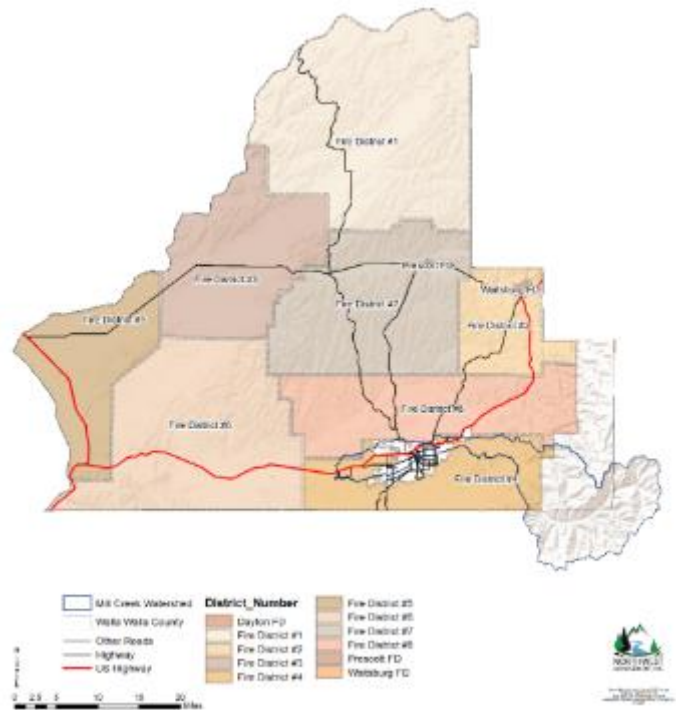 Fire District #1
Prescott FD
Fire District #3
Waitsburg FD
Fire District #7
Fire District #5
Fire District #2
Fire District #8
Fire District #6
Fire District #4
Mill Creek Watershed
Walla Walla County
Other Roads
Highway
US Highway
District_Number
Dayton FD
Fire District #1
Fire District #2
Fire District #3
Fire District #4
Fire District #5
Fire District #6
Fire District #7
Fire District #8
Prescott FD
Waitsburg FD
0 2.5 5 10 15 20
Miles
NORTHWEST